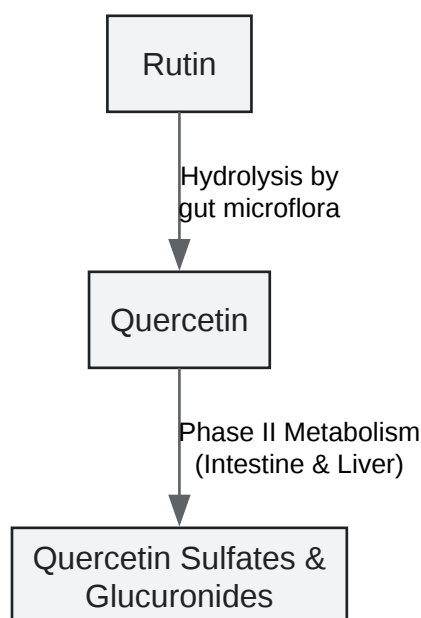 Rutin
Hydrolysis by
gut microflora
Quercetin
Phase II Metabolism
(Intestine & Liver)
Quercetin Sulfates &
Glucuronides